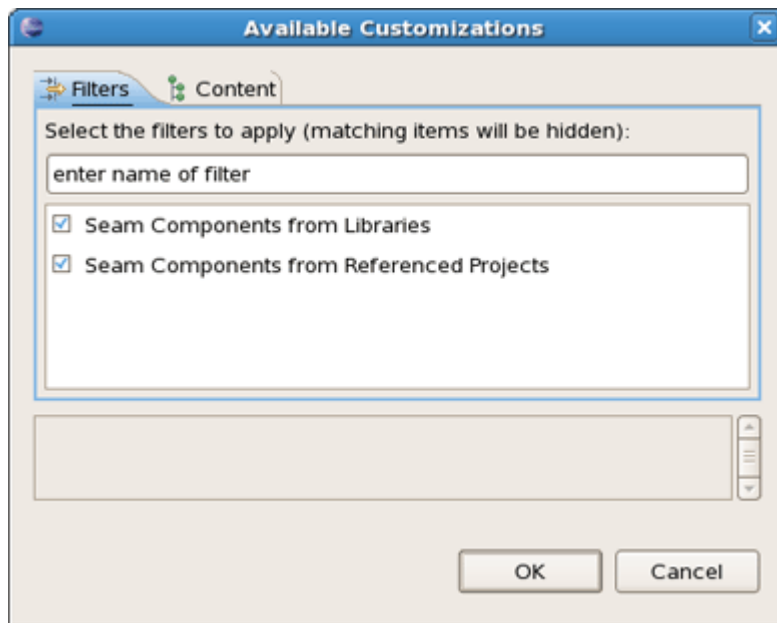 Available Customizations
Filters
Content
Select the filters to apply (matching items will be hidden):
enter name of filter
Seam Components from Libraries
Seam Components from Referenced Projects
OK
Cancel